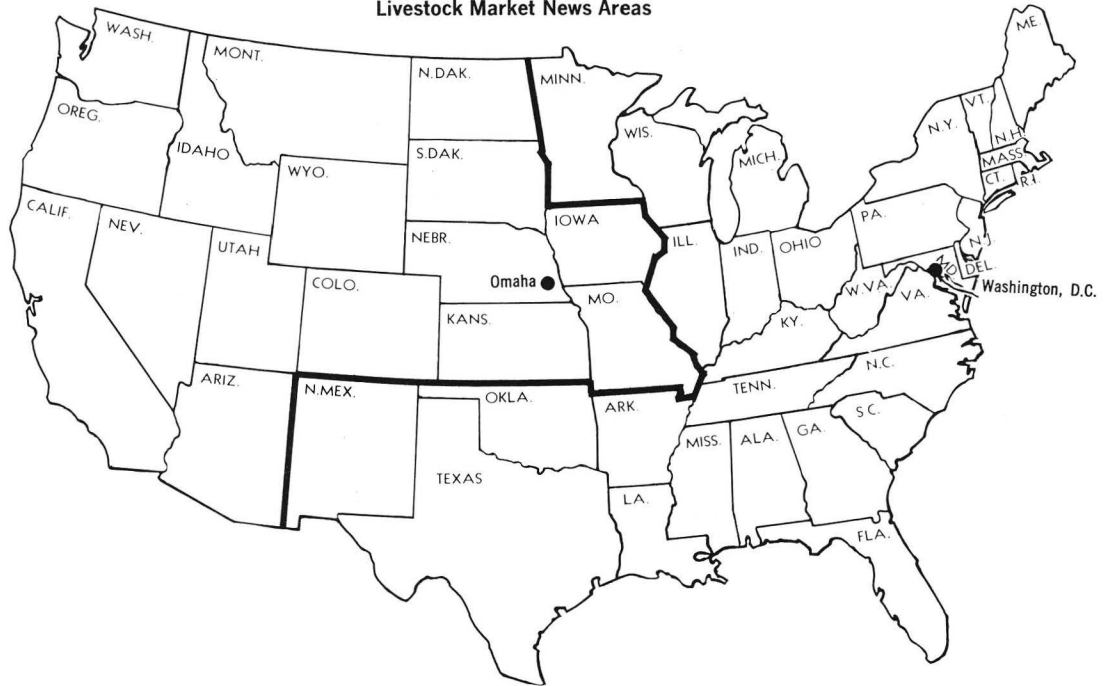 Livestock Market News Areas
WASH.
MONT.
N.DAK.
MINN.
ME.
OREG.
IDAHO
WYO.
S.DAK.
WIS.
MICH.
N.Y.
VT.
N.H.
MASS.
CT.
R.I.
CALIF.
NEV.
UTAH
COLO.
NEBR.
Omaha
IOWA
ILL.
IND.
OHIO
PA.
N.J.
DEL.
MD.
Washington, D.C.
KANS.
MO.
KY.
W.VA.
VA.
ARIZ.
N.MEX.
OKLA.
ARK.
TENN.
N.C.
S.C.
TEXAS
LA.
MISS.
ALA.
GA.
FLA.